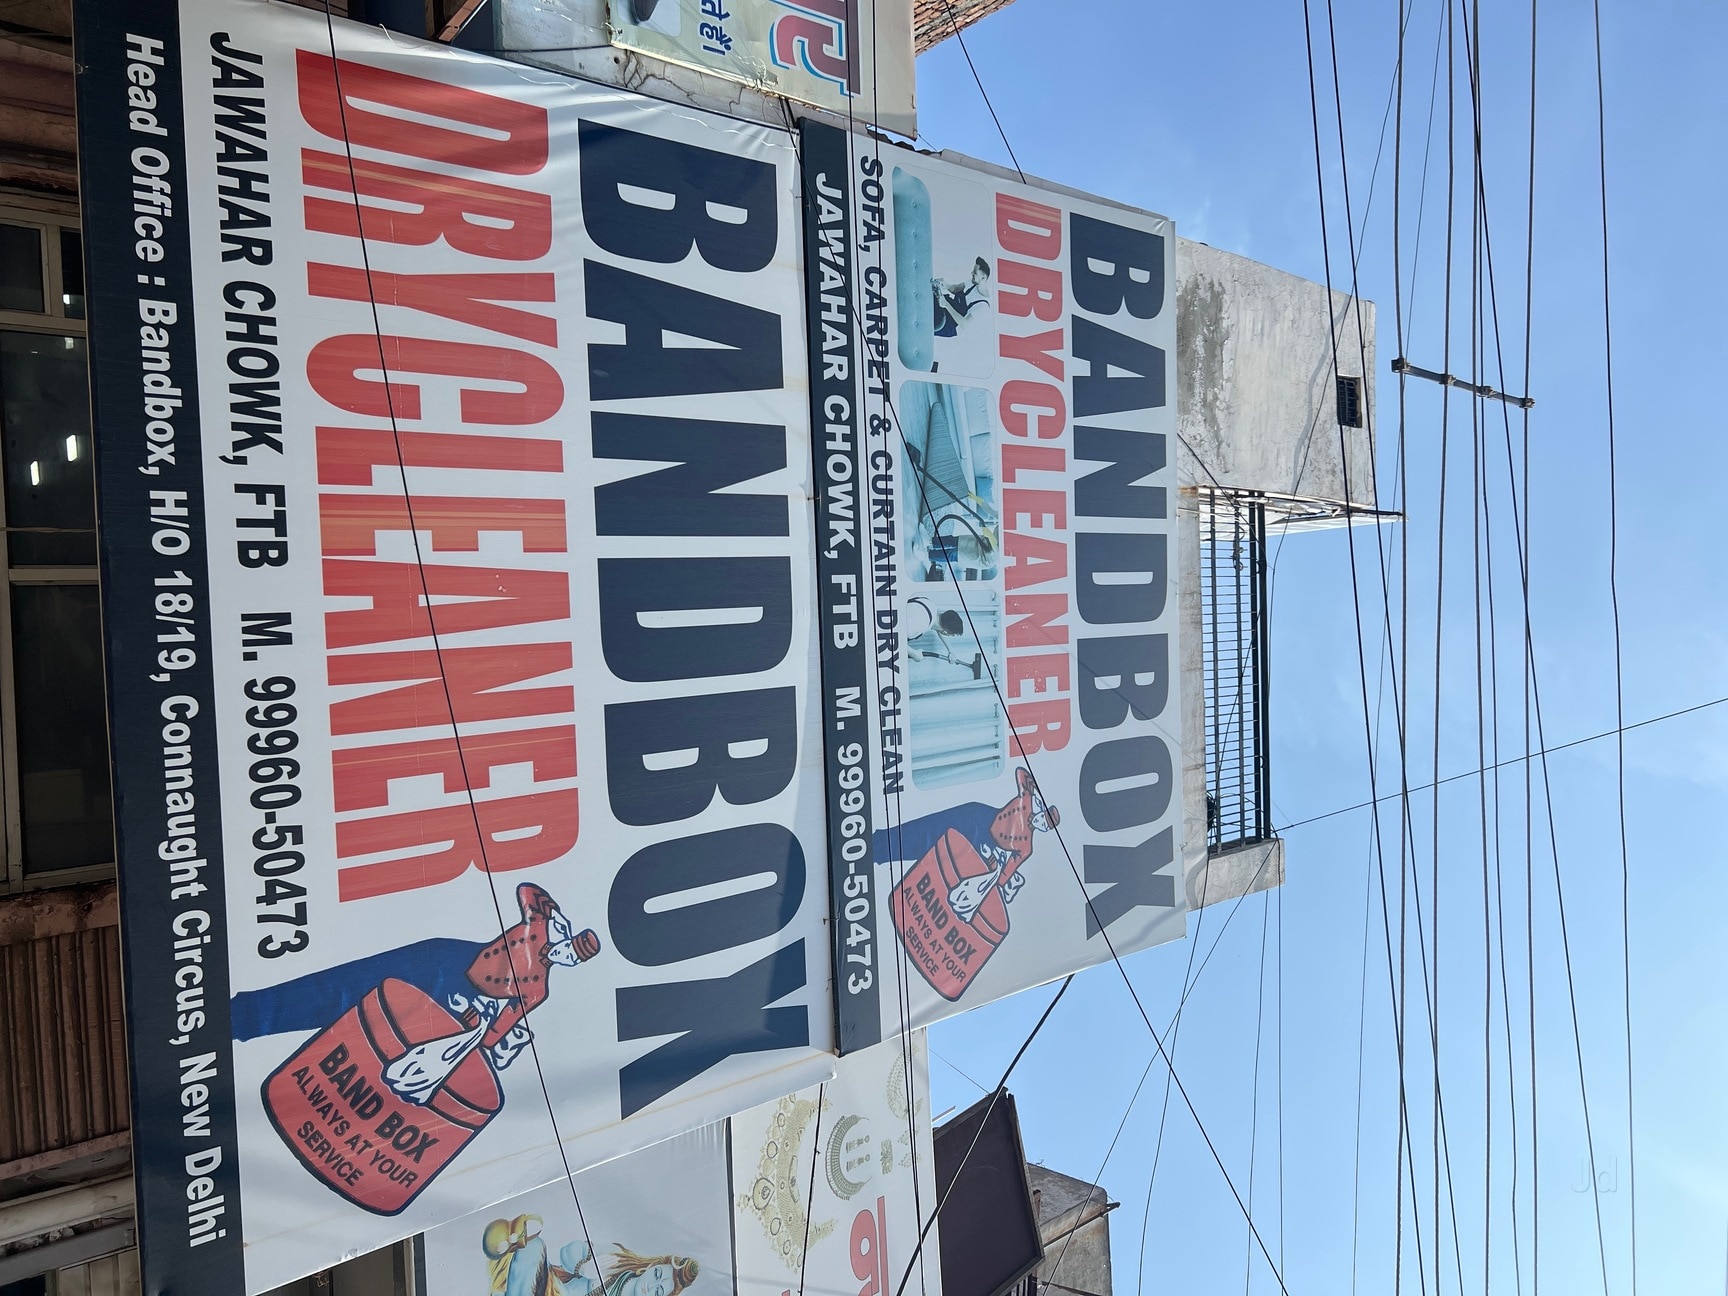 BANDBOX
DRYCLEANER
SOFA, CARPET & CURTAIN DRY CLEAN
JAWAHAR CHOWK, FTB M. 99960-50473
BAND BOX
ALWAYS AT YOUR
SERVICE
BANDBOX
DRYCLEANER
JAWAHAR CHOWK, FTB M. 99960-50473
Head Office : Bandbox, H/O 18/19, Connaught Circus, New Delhi
BAND BOX
ALWAYS AT YOUR
SERVICE
Jd